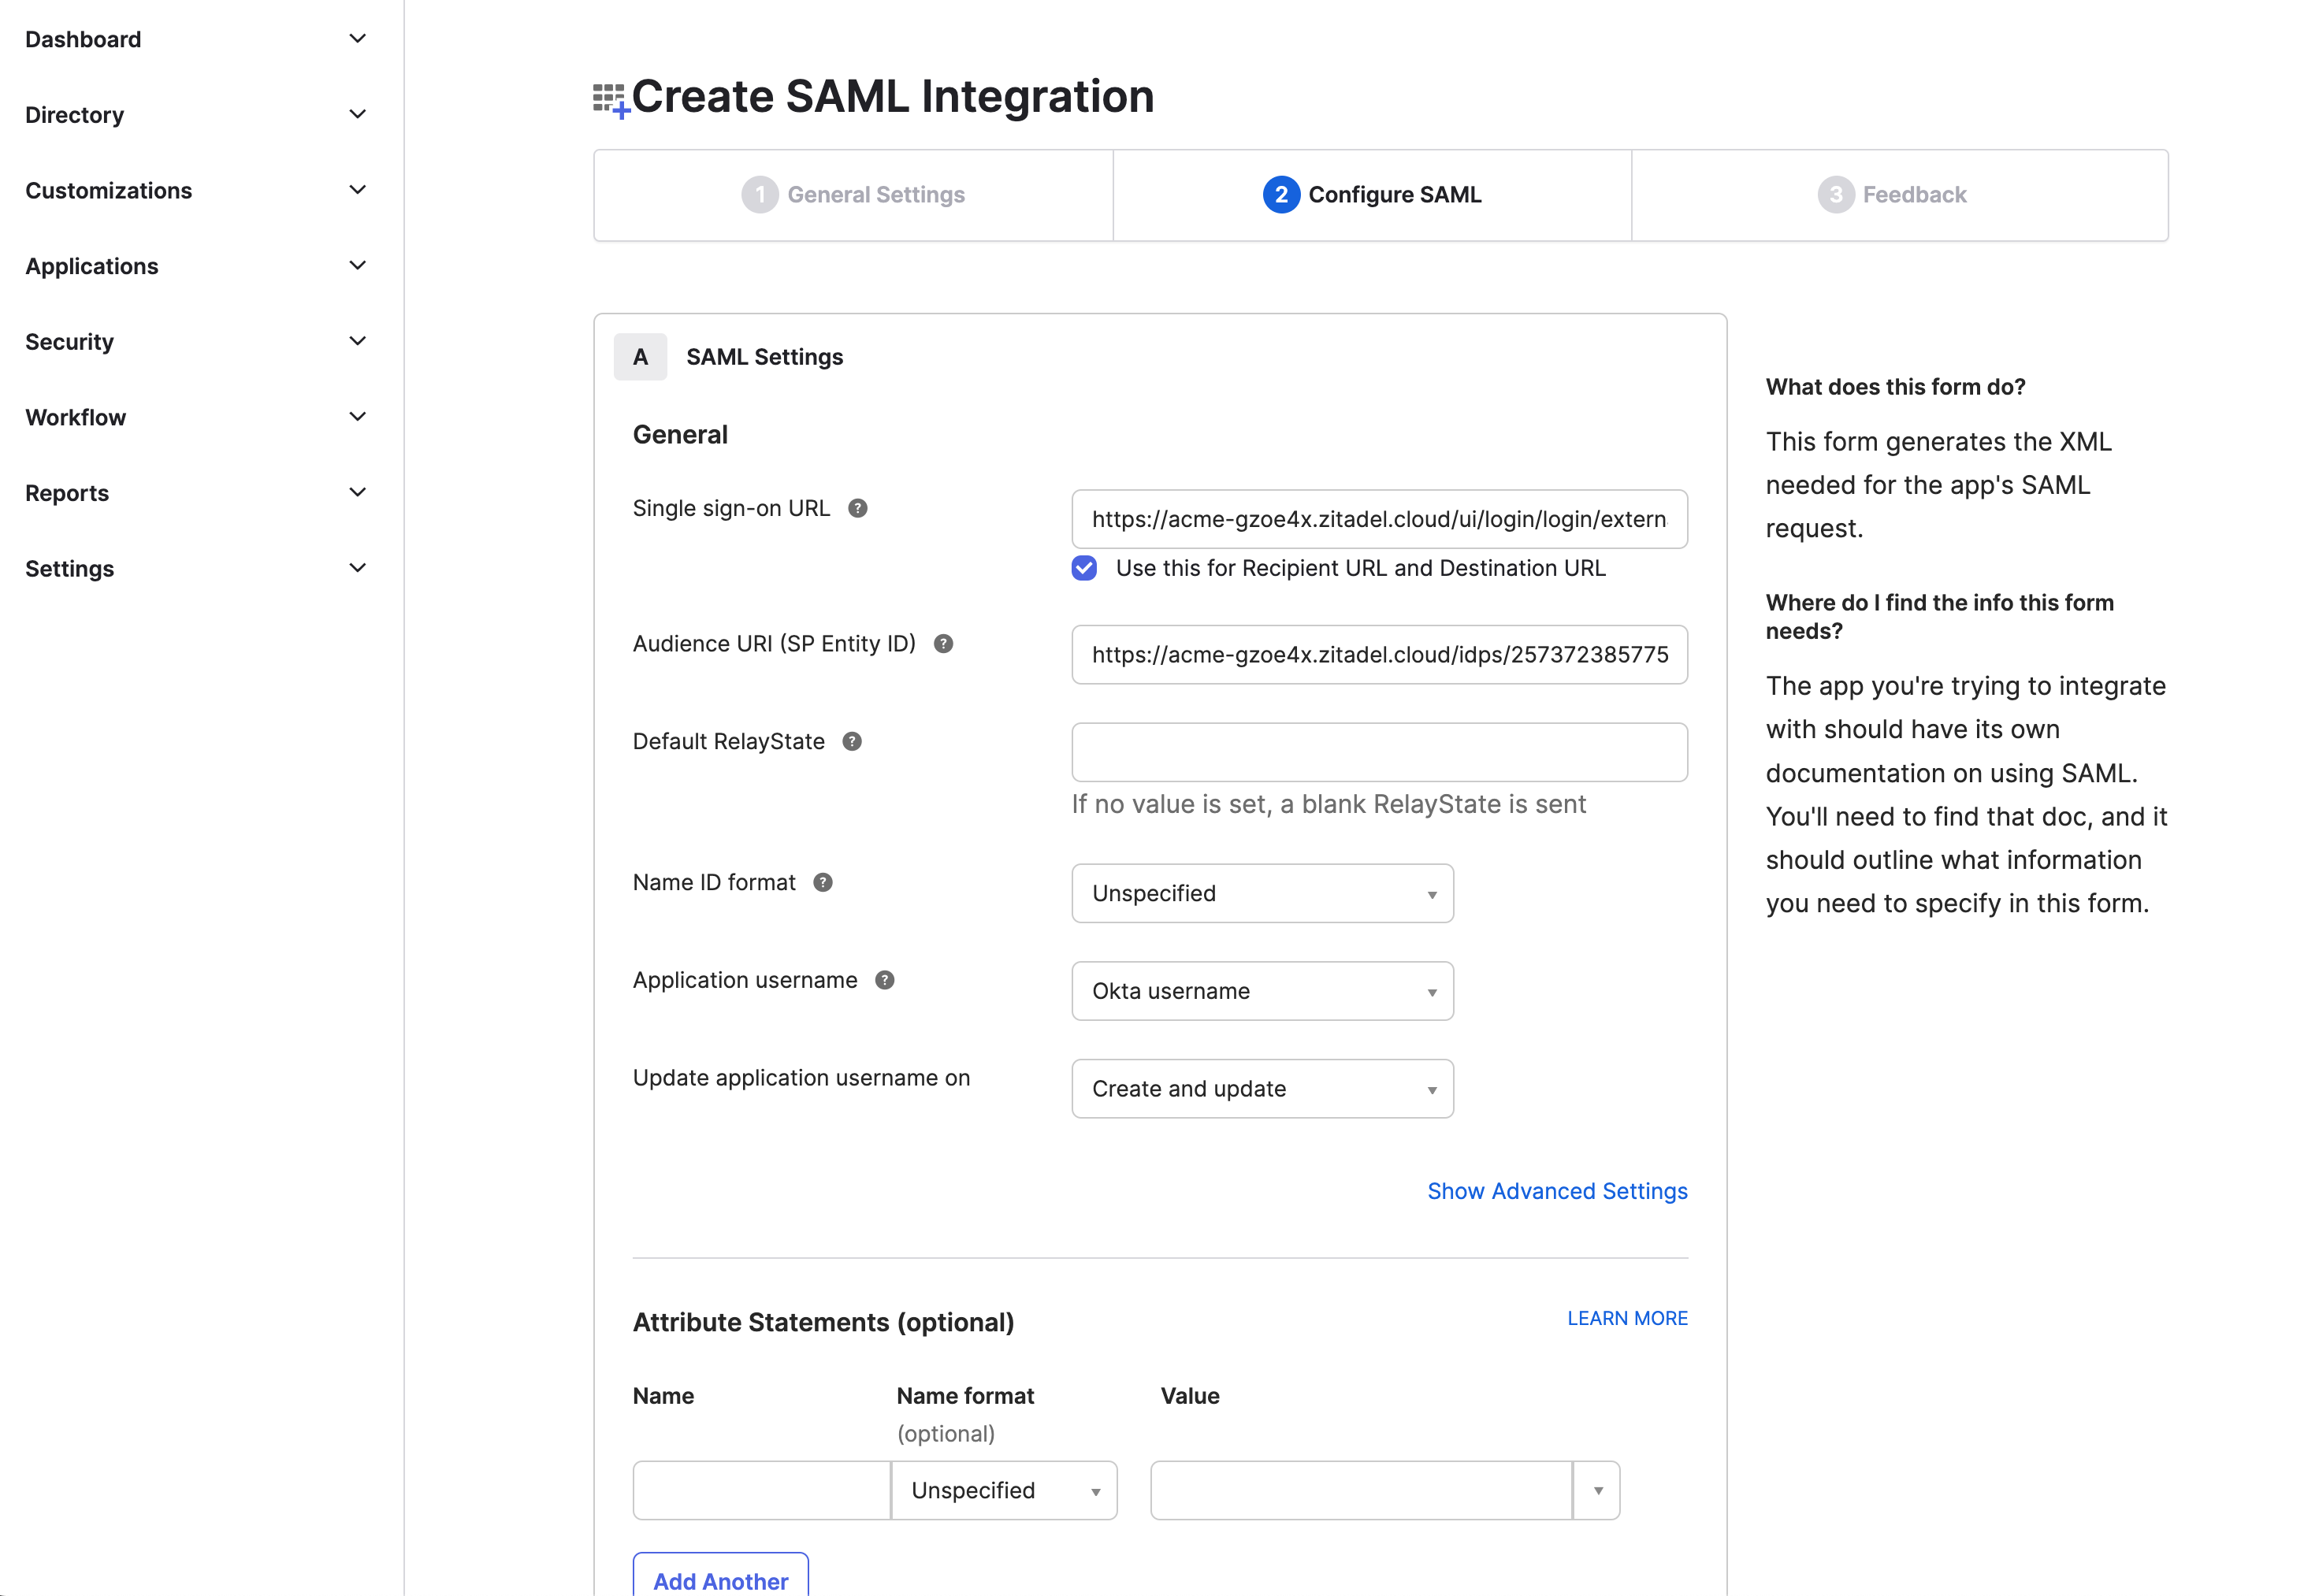 Dashboard
Directory
Customizations
Applications
Security
Workflow
Reports
Settings
Create SAML Integration
1 General Settings
2 Configure SAML
3 Feedback
A SAML Settings
General
Single sign-on URL ?
https://acme-gzoe4x.zitadel.cloud/ui/login/login/extern
Use this for Recipient URL and Destination URL
Audience URI (SP Entity ID) ?
https://acme-gzoe4x.zitadel.cloud/idps/257372385775
Default RelayState ?
If no value is set, a blank RelayState is sent
Name ID format ?
Unspecified
Application username ?
Okta username
Update application username on
Create and update
Show Advanced Settings
Attribute Statements (optional)
LEARN MORE
Name
Name format
(optional)
Value
Unspecified
Add Another
What does this form do?
This form generates the XML
needed for the app's SAML
request.
Where do I find the info this form
needs?
The app you're trying to integrate
with should have its own
documentation on using SAML.
You'll need to find that doc, and it
should outline what information
you need to specify in this form.